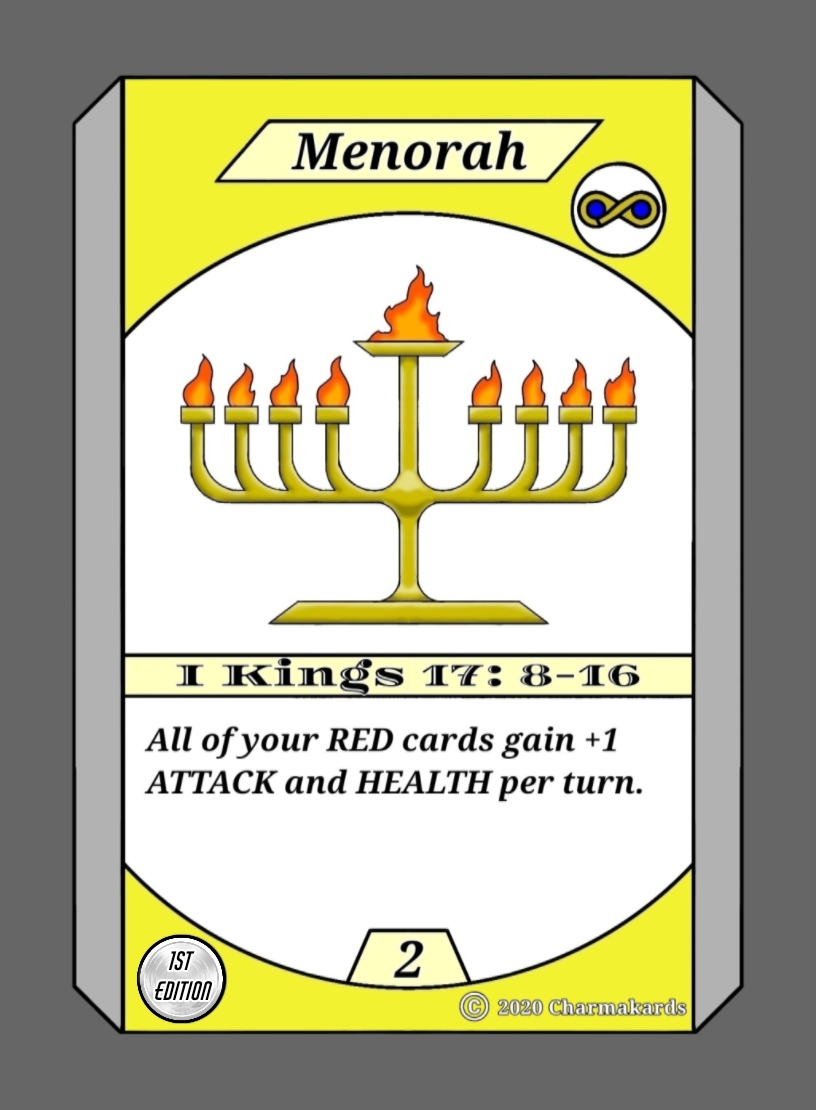 Menorah
I Kings 17: 8-16
All of your RED cards gain +1
ATTACK and HEALTH per turn.
2
1ST
EDITION
© 2020 Charmakards